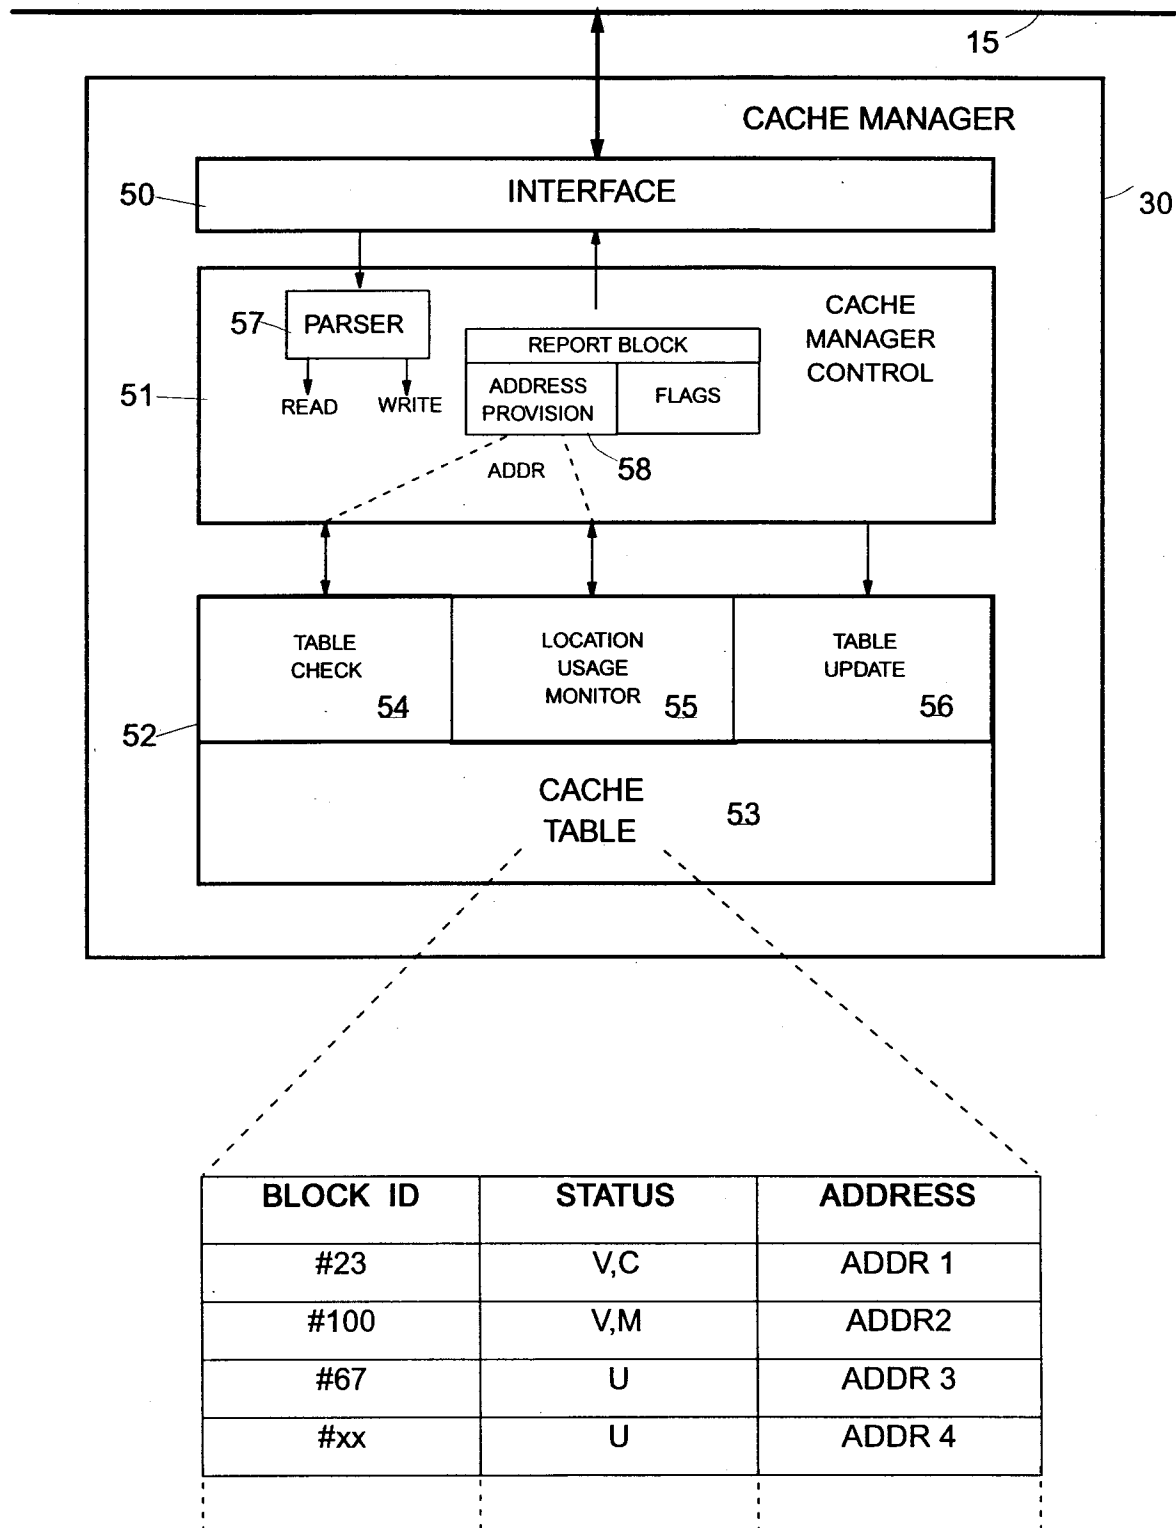 15
CACHE MANAGER
30
50
INTERFACE
57
PARSER
CACHE
MANAGER
CONTROL
REPORT BLOCK
ADDRESS
PROVISION
FLAGS
51
READ
WRITE
58
ADDR
TABLE
CHECK
54
LOCATION
USAGE
MONITOR
55
TABLE
UPDATE
56
52
CACHE
TABLE
53
BLOCK ID STATUS ADDRESS
#23 V,C ADDR 1
#100 V,M ADDR2
#67 U ADDR 3
#xx U ADDR 4